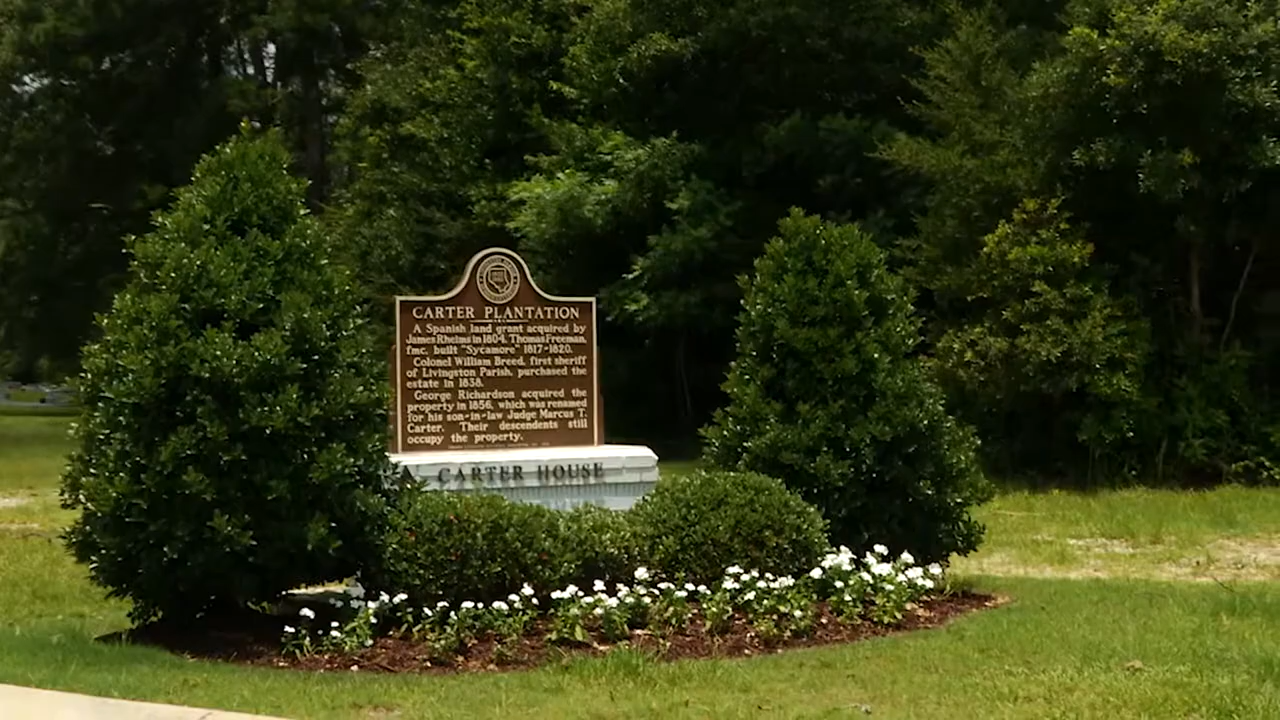 CARTER PLANTATION
A Spanish land grant acquired by
James Rheims in 1804. Thomas Freeman,
fmc, built "Sycamore" 1817-1820.
Colonel William Breed, first sheriff
of Livingston Parish, purchased the
estate in 1838.
George Richardson acquired the
property in 1856, which was renamed
for his son-in-law Judge Marcus T.
Carter. Their descendents still
occupy the property.
CARTER HOUSE